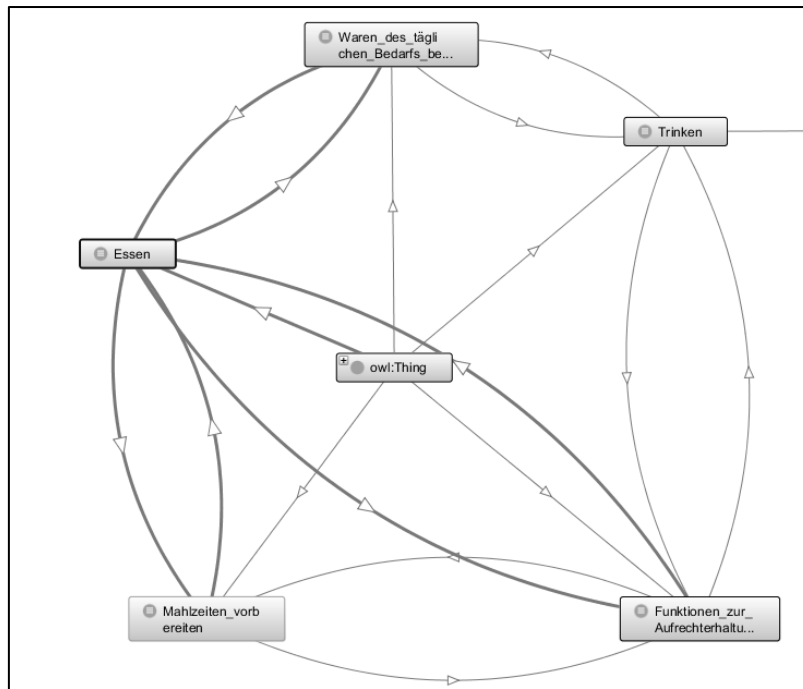 Waren_des_tägli
chen_Bedarfs_be...
Trinken
Essen
owl:Thing
Mahlzeiten_vorb
ereiten
Funktionen_zur_
Aufrechterhaltu...